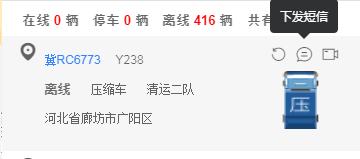 下发短信
在线 0 辆 停车 0 辆 离线 416 辆 共有
冀RC6773 Y238
离线 压缩车 清运二队
压
河北省廊坊市广阳区